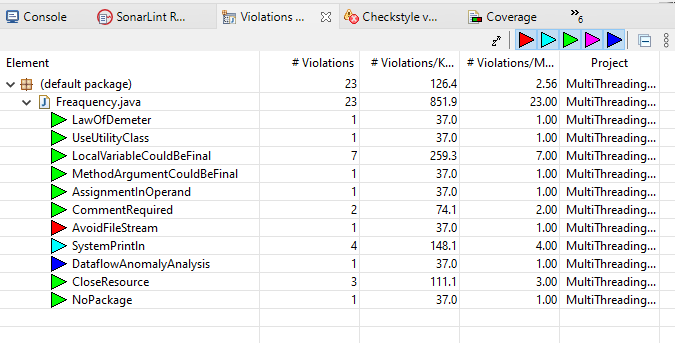 Console SonarLint R... Violations ... Checkstyle v... Coverage »6
Element # Violations # Violations/K... # Violations/M... Project
(default package) 23 126.4 2.56 MultiThreading...
Freaquency.java 23 851.9 23.00 MultiThreading...
LawOfDemeter 1 37.0 1.00 MultiThreading...
UseUtilityClass 1 37.0 1.00 MultiThreading...
LocalVariableCouldBeFinal 7 259.3 7.00 MultiThreading...
MethodArgumentCouldBeFinal 1 37.0 1.00 MultiThreading...
AssignmentInOperand 1 37.0 1.00 MultiThreading...
CommentRequired 2 74.1 2.00 MultiThreading...
AvoidFileStream 1 37.0 1.00 MultiThreading...
SystemPrintln 4 148.1 4.00 MultiThreading...
DataflowAnomalyAnalysis 1 37.0 1.00 MultiThreading...
CloseResource 3 111.1 3.00 MultiThreading...
NoPackage 1 37.0 1.00 MultiThreading...